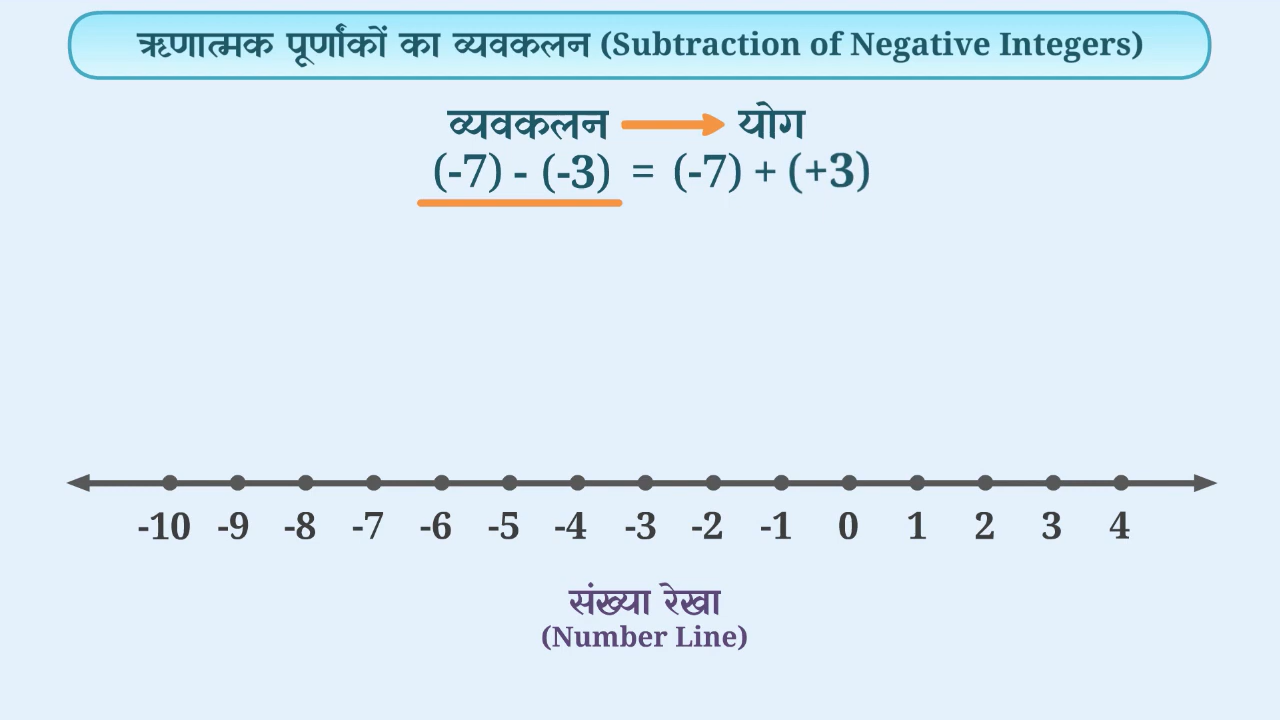 ऋणात्मक पूर्णांकों का व्यवकलन (Subtraction of Negative Integers)
व्यवकलन योग
(-7) - (-3) = (-7) + (+3)
-10 -9 -8 -7 -6 -5 -4 -3 -2 -1 0 1 2 3 4
संख्या रेखा
(Number Line)